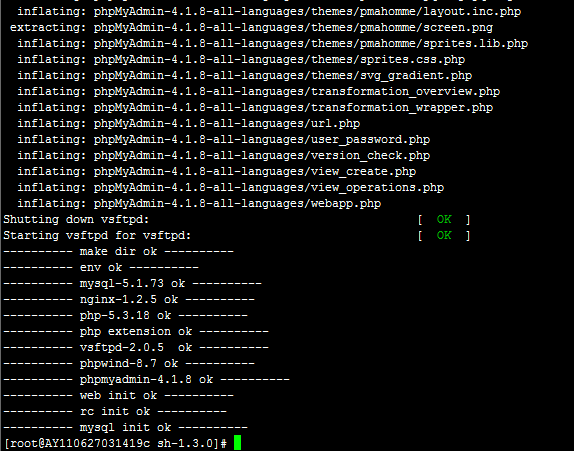 inflating: phpMyAdmin-4.1.8-all-languages/themes/pmahomme/layout.inc.php
extracting: phpMyAdmin-4.1.8-all-languages/themes/pmahomme/screen.png
inflating: phpMyAdmin-4.1.8-all-languages/themes/pmahomme/sprites.lib.php
inflating: phpMyAdmin-4.1.8-all-languages/themes/sprites.css.php
inflating: phpMyAdmin-4.1.8-all-languages/themes/svg_gradient.php
inflating: phpMyAdmin-4.1.8-all-languages/transformation_overview.php
inflating: phpMyAdmin-4.1.8-all-languages/transformation_wrapper.php
inflating: phpMyAdmin-4.1.8-all-languages/url.php
inflating: phpMyAdmin-4.1.8-all-languages/user_password.php
inflating: phpMyAdmin-4.1.8-all-languages/version_check.php
inflating: phpMyAdmin-4.1.8-all-languages/view_create.php
inflating: phpMyAdmin-4.1.8-all-languages/view_operations.php
inflating: phpMyAdmin-4.1.8-all-languages/webapp.php
Shutting down vsftpd: [ OK ]
Starting vsftpd for vsftpd: [ OK ]
---------- make dir ok ----------
---------- env ok ----------
---------- mysql-5.1.73 ok ----------
---------- nginx-1.2.5 ok ----------
---------- php-5.3.18 ok ----------
---------- php extension ok ----------
---------- vsftpd-2.0.5  ok ----------
---------- phpwind-8.7 ok ----------
---------- phpmyadmin-4.1.8 ok ----------
---------- web init ok ----------
---------- rc init ok ----------
---------- mysql init ok ----------
[root@AY110627031419c sh-1.3.0]#